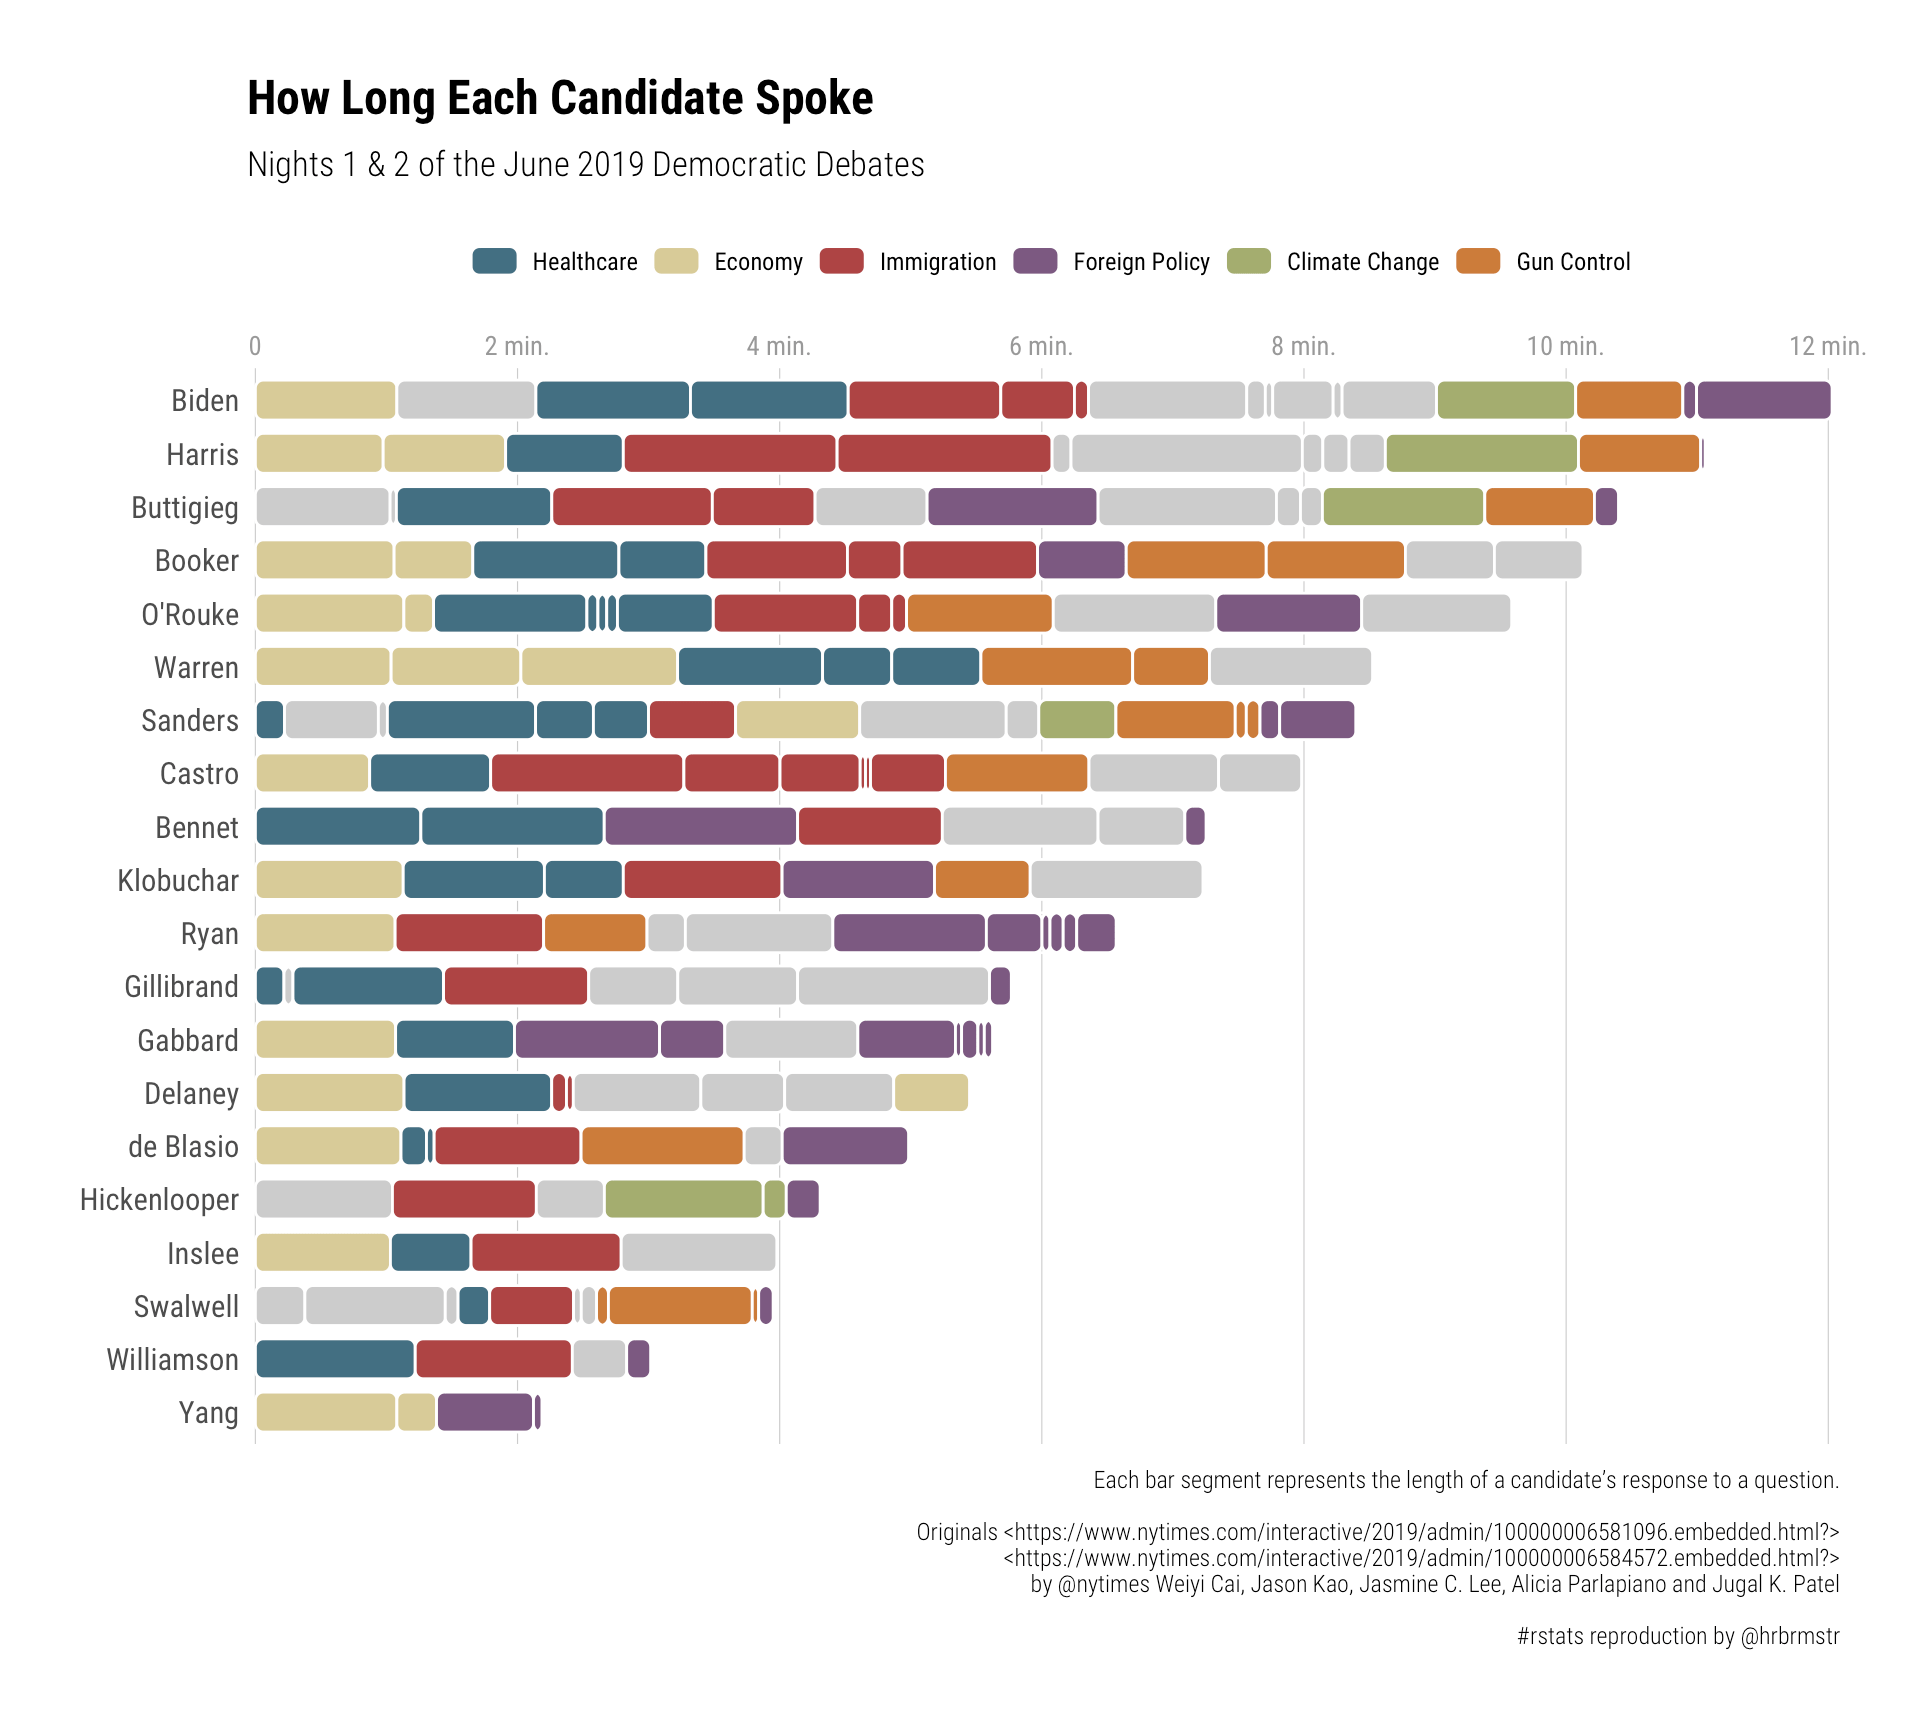 How Long Each Candidate Spoke
Nights 1 & 2 of the June 2019 Democratic Debates
Healthcare Economy Immigration Foreign Policy Climate Change Gun Control
0 2 min. 4 min. 6 min. 8 min. 10 min. 12 min.
Biden
Harris
Buttigieg
Booker
O'Rouke
Warren
Sanders
Castro
Bennet
Klobuchar
Ryan
Gillibrand
Gabbard
Delaney
de Blasio
Hickenlooper
Inslee
Swalwell
Williamson
Yang
Each bar segment represents the length of a candidate’s response to a question.
Originals <https://www.nytimes.com/interactive/2019/admin/100000006581096.embedded.html?>
<https://www.nytimes.com/interactive/2019/admin/100000006584572.embedded.html?>
by @nytimes Weiyi Cai, Jason Kao, Jasmine C. Lee, Alicia Parlapiano and Jugal K. Patel
#rstats reproduction by @hrbrmstr